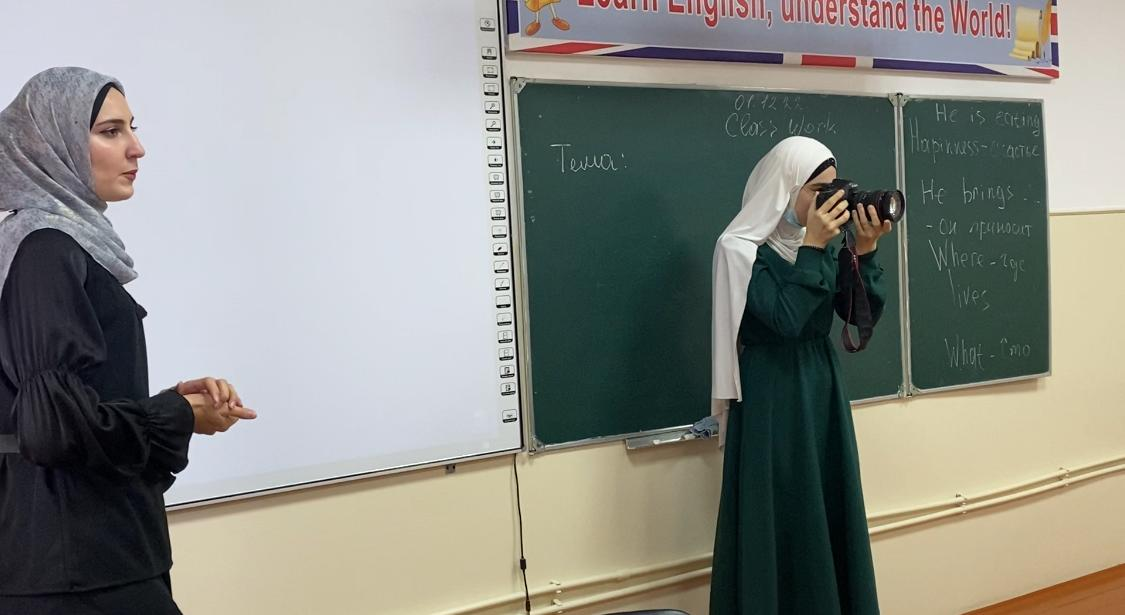 Learn English, understand the World!
01.12.22
Class Work
Тема:
He is eating
Happiness - счастье
He brings ...
- он приносит
Where - где
lives
What - что